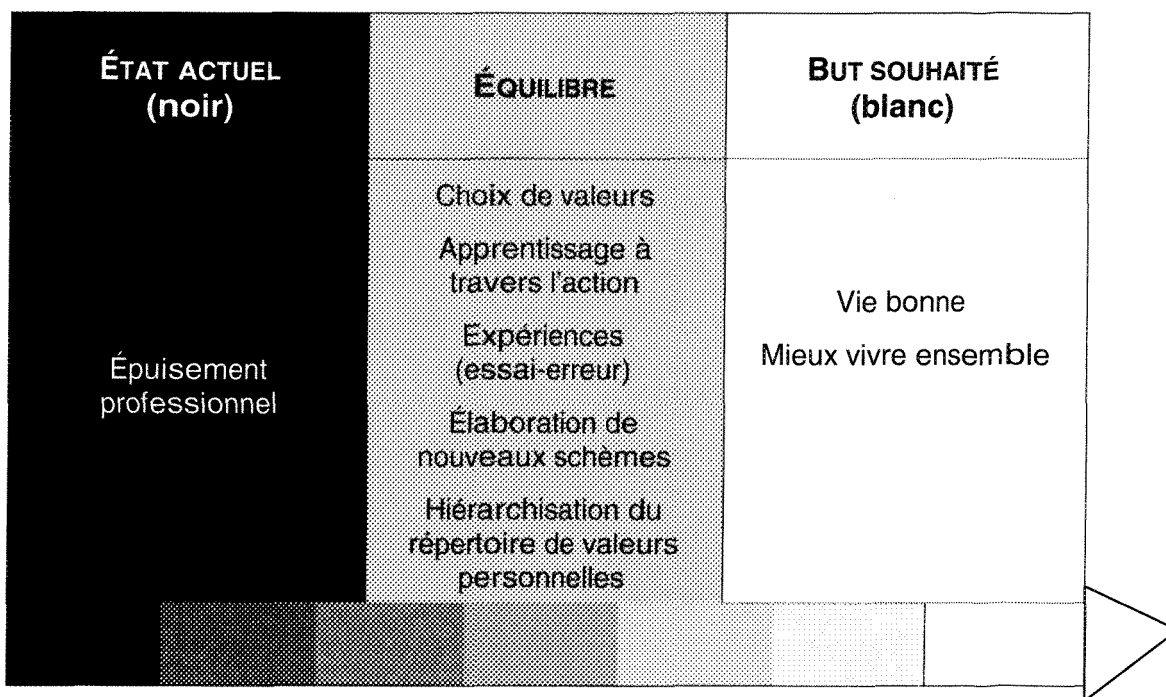 ÉTAT ACTUEL
(noir)
ÉQUILIBRE
BUT SOUHAITÉ
(blanc)
Épuisement
professionnel
Choix de valeurs
Apprentissage à
travers l'action
Expériences
(essai-erreur)
Élaboration de
nouveaux schèmes
Hiérarchisation du
répertoire de valeurs
personnelles
Vie bonne
Mieux vivre ensemble